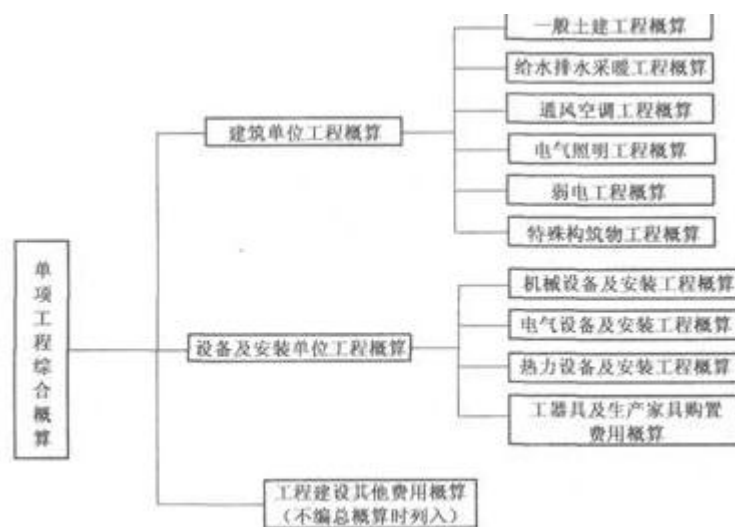 一般土建工程概算
给水排水采暖工程概算
通风空调工程概算
建筑单位工程概算
电气照明工程概算
弱电工程概算
特殊构筑物工程概算
单项工程综合概算
机械设备及安装工程概算
电气设备及安装工程概算
设备及安装单位工程概算
热力设备及安装工程概算
工器具及生产家具购置
费用概算
工程建设其他费用概算
（不编总概算时列入）